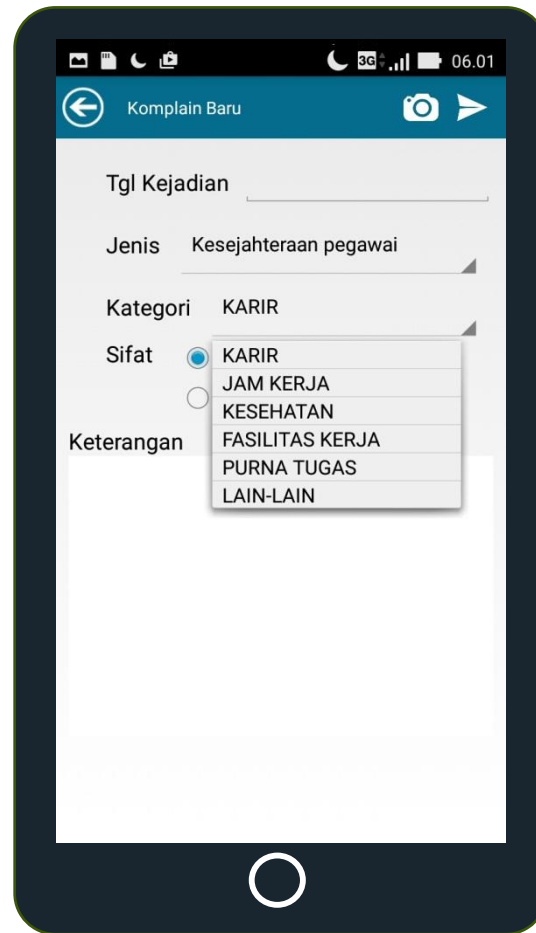 3G 06.01
Komplain Baru
Tgl Kejadian
Jenis Kesejahteraan pegawai
Kategori KARIR
Sifat KARIR
JAM KERJA
KESEHATAN
Keterangan FASILITAS KERJA
PURNA TUGAS
LAIN-LAIN